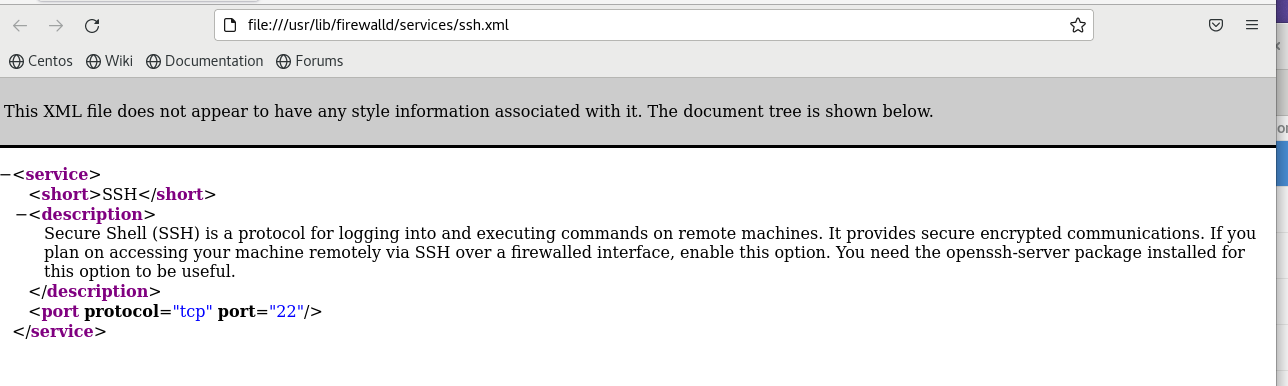 file:///usr/lib/firewalld/services/ssh.xml
Centos Wiki Documentation Forums
This XML file does not appear to have any style information associated with it. The document tree is shown below.
−<service>
<short>SSH</short>
−<description>
Secure Shell (SSH) is a protocol for logging into and executing commands on remote machines. It provides secure encrypted communications. If you
plan on accessing your machine remotely via SSH over a firewalled interface, enable this option. You need the openssh-server package installed for
this option to be useful.
</description>
<port protocol="tcp" port="22"/>
</service>